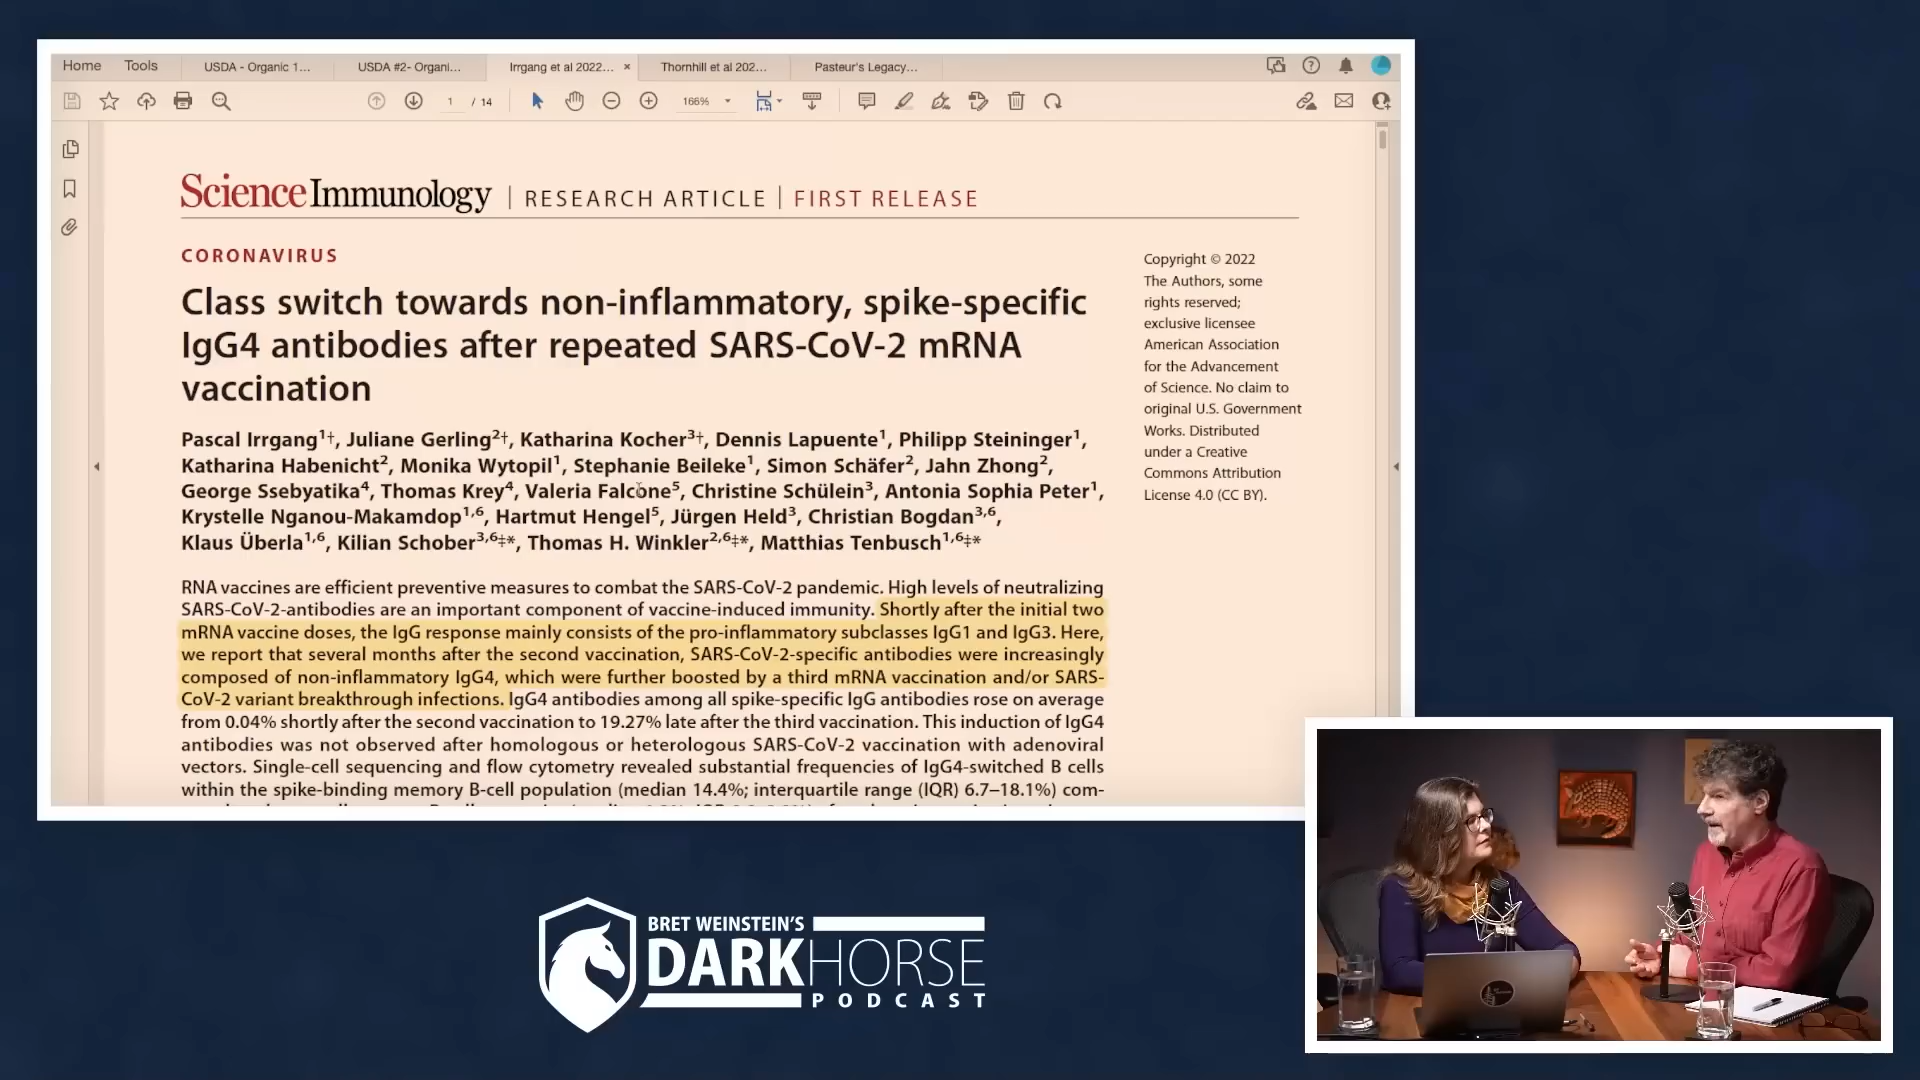 Home Tools USDA - Organic 1... USDA #2- Organi... Irrgang et al 2022... × Thornhill et al 202... Pasteur's Legacy...
1 / 14 166%
Science Immunology | RESEARCH ARTICLE | FIRST RELEASE
CORONAVIRUS
Class switch towards non-inflammatory, spike-specific
IgG4 antibodies after repeated SARS-CoV-2 mRNA
vaccination
Pascal Irrgang1†, Juliane Gerling2†, Katharina Kocher3†, Dennis Lapuente1, Philipp Steininger1,
Katharina Habenicht2, Monika Wytopil1, Stephanie Beileke1, Simon Schäfer2, Jahn Zhong2,
George Ssebyatika4, Thomas Krey4, Valeria Falcone5, Christine Schülein3, Antonia Sophia Peter1,
Krystelle Nganou-Makamdop1,6, Hartmut Hengel5, Jürgen Held3, Christian Bogdan3,6,
Klaus Überla1,6, Kilian Schober3,6‡*, Thomas H. Winkler2,6‡*, Matthias Tenbusch1,6‡*
RNA vaccines are efficient preventive measures to combat the SARS-CoV-2 pandemic. High levels of neutralizing
SARS-CoV-2-antibodies are an important component of vaccine-induced immunity. Shortly after the initial two
mRNA vaccine doses, the IgG response mainly consists of the pro-inflammatory subclasses IgG1 and IgG3. Here,
we report that several months after the second vaccination, SARS-CoV-2-specific antibodies were increasingly
composed of non-inflammatory IgG4, which were further boosted by a third mRNA vaccination and/or SARS-
CoV-2 variant breakthrough infections. IgG4 antibodies among all spike-specific IgG antibodies rose on average
from 0.04% shortly after the second vaccination to 19.27% late after the third vaccination. This induction of IgG4
antibodies was not observed after homologous or heterologous SARS-CoV-2 vaccination with adenoviral
vectors. Single-cell sequencing and flow cytometry revealed substantial frequencies of IgG4-switched B cells
within the spike-binding memory B-cell population (median 14.4%; interquartile range (IQR) 6.7–18.1%) com-
Copyright © 2022
The Authors, some
rights reserved;
exclusive licensee
American Association
for the Advancement
of Science. No claim to
original U.S. Government
Works. Distributed
under a Creative
Commons Attribution
License 4.0 (CC BY).
BRET WEINSTEIN'S
DARKHORSE
PODCAST